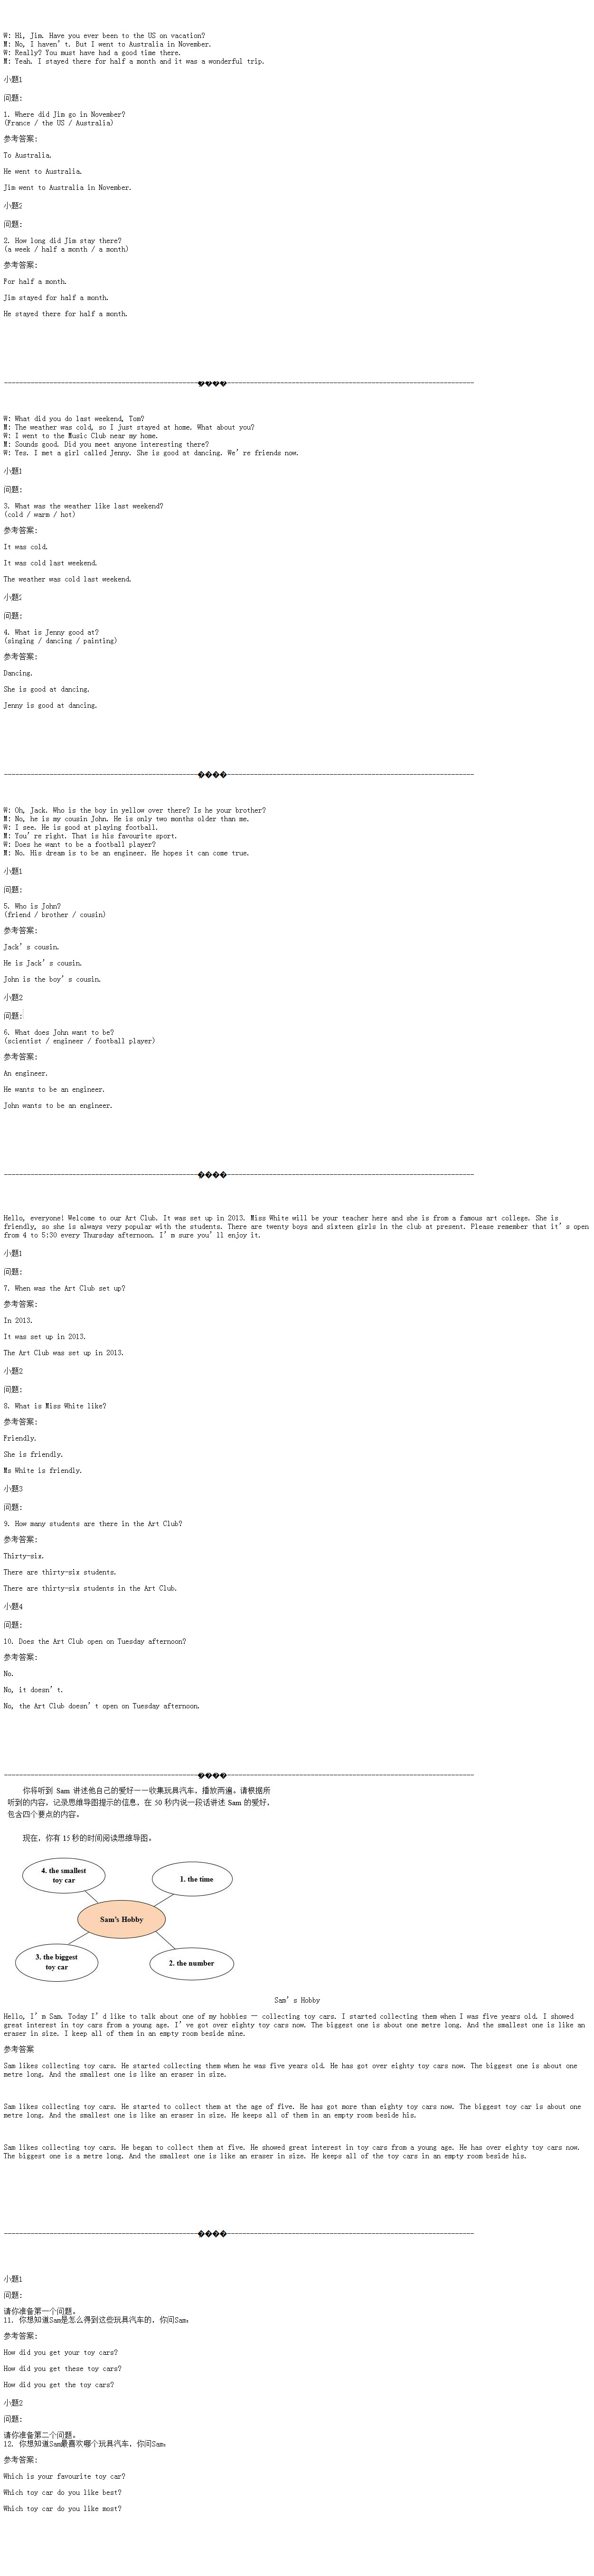 W: Hi, Jim. Have you ever been to the US on vacation?
M: No, I haven't. But I went to Australia in November.
W: Really? You must have had a good time there.
M: Yeah. I stayed there for half a month and it was a wonderful trip.
小题1
问题:
1. Where did Jim go in November?
(France / the US / Australia)
参考答案:
To Australia.
He went to Australia.
Jim went to Australia in November.
小题2
问题:
2. How long did Jim stay there?
(a week / half a month / a month)
参考答案:
For half a month.
Jim stayed for half a month.
He stayed there for half a month.
--------------------------------------------------����--------------------------------------------------
W: What did you do last weekend, Tom?
M: The weather was cold, so I just stayed at home. What about you?
W: I went to the Music Club near my home.
M: Sounds good. Did you meet anyone interesting there?
W: Yes. I met a girl called Jenny. She is good at dancing. We're friends now.
小题1
问题:
3. What was the weather like last weekend?
(cold / warm / hot)
参考答案:
It was cold.
It was cold last weekend.
The weather was cold last weekend.
小题2
问题:
4. What is Jenny good at?
(singing / dancing / painting)
参考答案:
Dancing.
She is good at dancing.
Jenny is good at dancing.
--------------------------------------------------����--------------------------------------------------
W: Oh, Jack. Who is the boy in yellow over there? Is he your brother?
M: No, he is my cousin John. He is only two months older than me.
W: I see. He is good at playing football.
M: You're right. That is his favourite sport.
W: Does he want to be a football player?
M: No. His dream is to be an engineer. He hopes it can come true.
小题1
问题:
5. Who is John?
(friend / brother / cousin)
参考答案:
Jack's cousin.
He is Jack's cousin.
John is the boy's cousin.
小题2
问题:
6. What does John want to be?
(scientist / engineer / football player)
参考答案:
An engineer.
He wants to be an engineer.
John wants to be an engineer.
--------------------------------------------------����--------------------------------------------------
Hello, everyone! Welcome to our Art Club. It was set up in 2013. Miss White will be your teacher here and she is from a famous art college. She is
friendly, so she is always very popular with the students. There are twenty boys and sixteen girls in the club at present. Please remember that it's open
from 4 to 5:30 every Thursday afternoon. I'm sure you'll enjoy it.
小题1
问题:
7. When was the Art Club set up?
参考答案:
In 2013.
It was set up in 2013.
The Art Club was set up in 2013.
小题2
问题:
8. What is Miss White like?
参考答案:
Friendly.
She is friendly.
Ms White is friendly.
小题3
问题:
9. How many students are there in the Art Club?
参考答案:
Thirty-six.
There are thirty-six students.
There are thirty-six students in the Art Club.
小题4
问题:
10. Does the Art Club open on Tuesday afternoon?
参考答案:
No.
No, it doesn't.
No, the Art Club doesn't open on Tuesday afternoon.
--------------------------------------------------����--------------------------------------------------
你将听到 Sam 讲述他自己的爱好——收集玩具汽车，播放两遍。请根据所
听到的内容，记录思维导图提示的信息，在 50 秒内说一段话讲述 Sam 的爱好，
包含四个要点的内容。
现在，你有 15 秒的时间阅读思维导图。
4. the smallest
toy car
1. the time
Sam's Hobby
3. the biggest
toy car
2. the number
Sam's Hobby
Hello, I'm Sam. Today I'd like to talk about one of my hobbies — collecting toy cars. I started collecting them when I was five years old. I showed
great interest in toy cars from a young age. I've got over eighty toy cars now. The biggest one is about one metre long. And the smallest one is like an
eraser in size. I keep all of them in an empty room beside mine.
参考答案
Sam likes collecting toy cars. He started collecting them when he was five years old. He has got over eighty toy cars now. The biggest one is about one
metre long. And the smallest one is like an eraser in size.
Sam likes collecting toy cars. He started to collect them at the age of five. He has got more than eighty toy cars now. The biggest toy car is about one
metre long. And the smallest one is like an eraser in size. He keeps all of them in an empty room beside his.
Sam likes collecting toy cars. He began to collect them at five. He showed great interest in toy cars from a young age. He has over eighty toy cars now.
The biggest one is a metre long. And the smallest one is like an eraser in size. He keeps all of the toy cars in an empty room beside his.
--------------------------------------------------����--------------------------------------------------
小题1
问题:
请你准备第一个问题。
11. 你想知道Sam是怎么得到这些玩具汽车的，你问Sam:
参考答案:
How did you get your toy cars?
How did you get these toy cars?
How did you get the toy cars?
小题2
问题:
请你准备第二个问题。
12. 你想知道Sam最喜欢哪个玩具汽车，你问Sam:
参考答案:
Which is your favourite toy car?
Which toy car do you like best?
Which toy car do you like most?